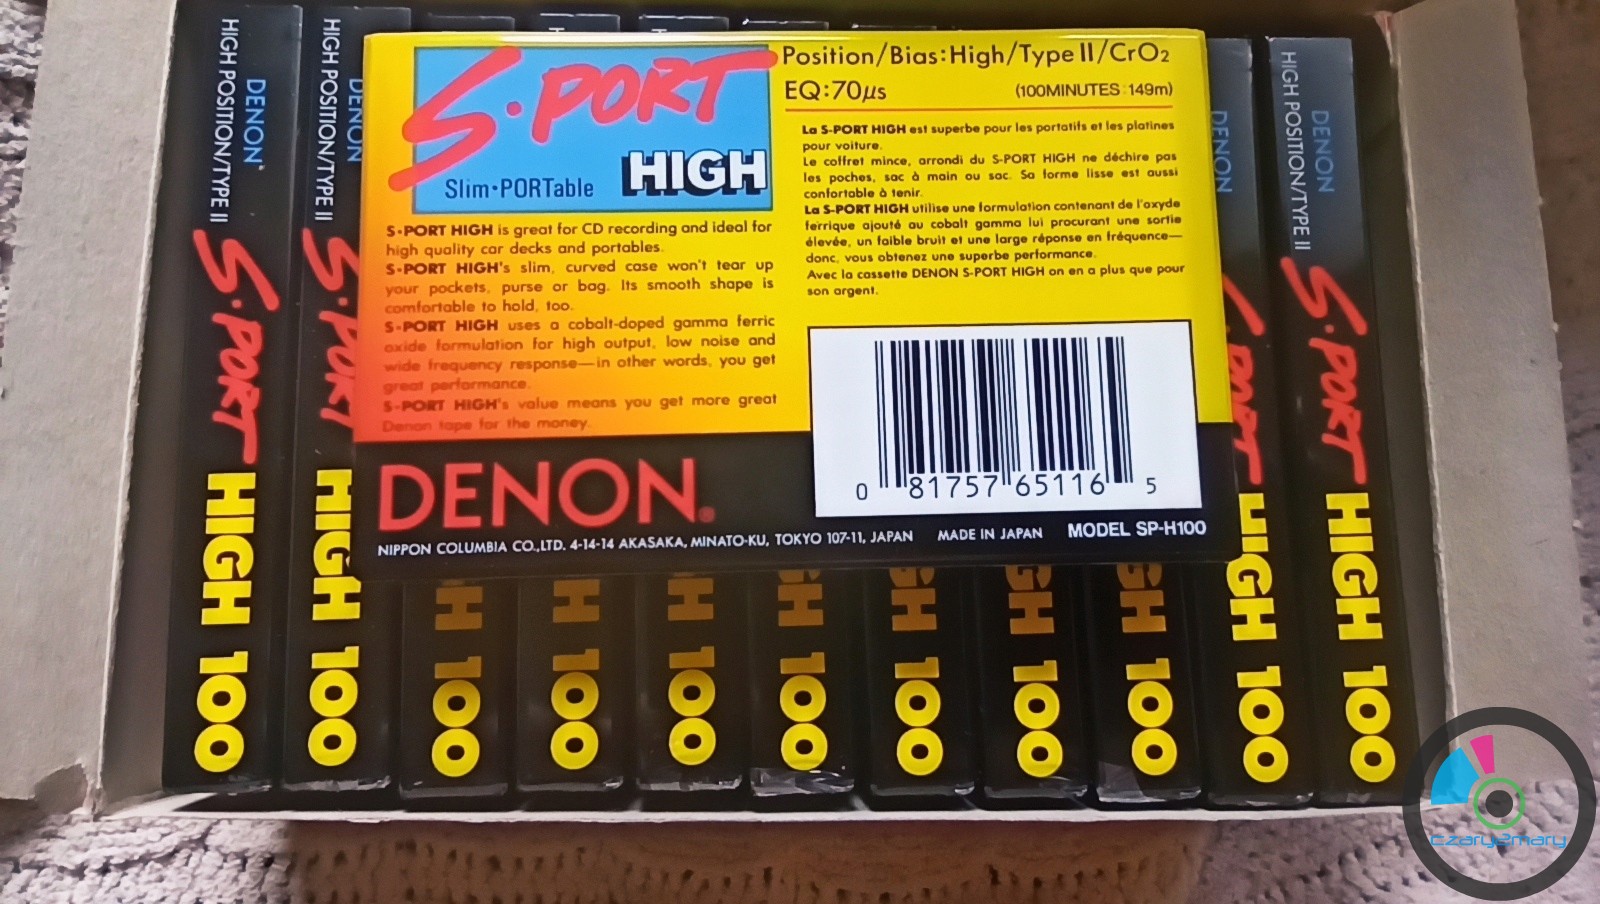 S•PORT
Slim•PORTable HIGH
S•PORT HIGH is great for CD recording and ideal for
high quality car decks and portables.
S•PORT HIGH's slim, curved case won't tear up
your pockets, purse or bag. Its smooth shape is
comfortable to hold, too.
S•PORT HIGH uses a cobalt-doped gamma ferric
oxide formulation for high output, low noise and
wide frequency response—in other words, you get
great performance.
S•PORT HIGH's value means you get more great
Denon tape for the money.
Position/Bias:High/Type II/CrO2
EQ:70µs (100MINUTES 149m)
La S-PORT HIGH est superbe pour les portatifs et les platines
pour voiture.
Le coffret mince, arrondi du S-PORT HIGH ne déchire pas
les poches, sac à main ou sac. Sa forme lisse est aussi
confortable à tenir.
La S-PORT HIGH utilise une formulation contenant de l'oxyde
ferrique ajouté au cobalt gamma lui procurant une sortie
élevée, un faible bruit et une large réponse en fréquence—
donc, vous obtenez une superbe performance.
Avec la cassette DENON S-PORT HIGH on en a plus que pour
son argent.
0 81757 65116 5
DENON®
NIPPON COLUMBIA CO.,LTD. 4-14-14 AKASAKA, MINATO-KU, TOKYO 107-11, JAPAN MADE IN JAPAN MODEL SP-H100
DENON
HIGH POSITION/TYPE II
S•PORT HIGH 100
DENON
HIGH POSITION/TYPE II
S•PORT HIGH 100
100
100
100
100
100
100
100
DENON
S•PORT HIGH 100
DENON
HIGH POSITION/TYPE II
S•PORT HIGH 100
czary2mary